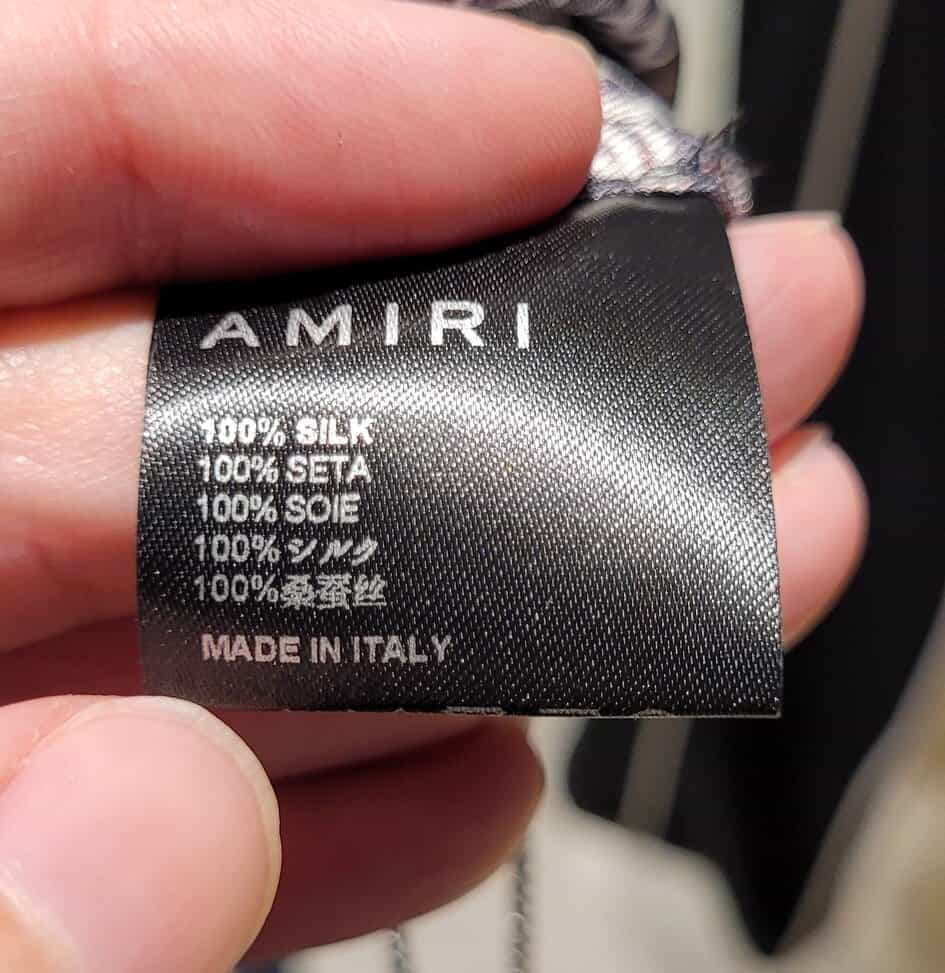 AMIRI
100% SILK
100% SETA
100% SOIE
100% シルク
100%桑蚕丝
MADE IN ITALY